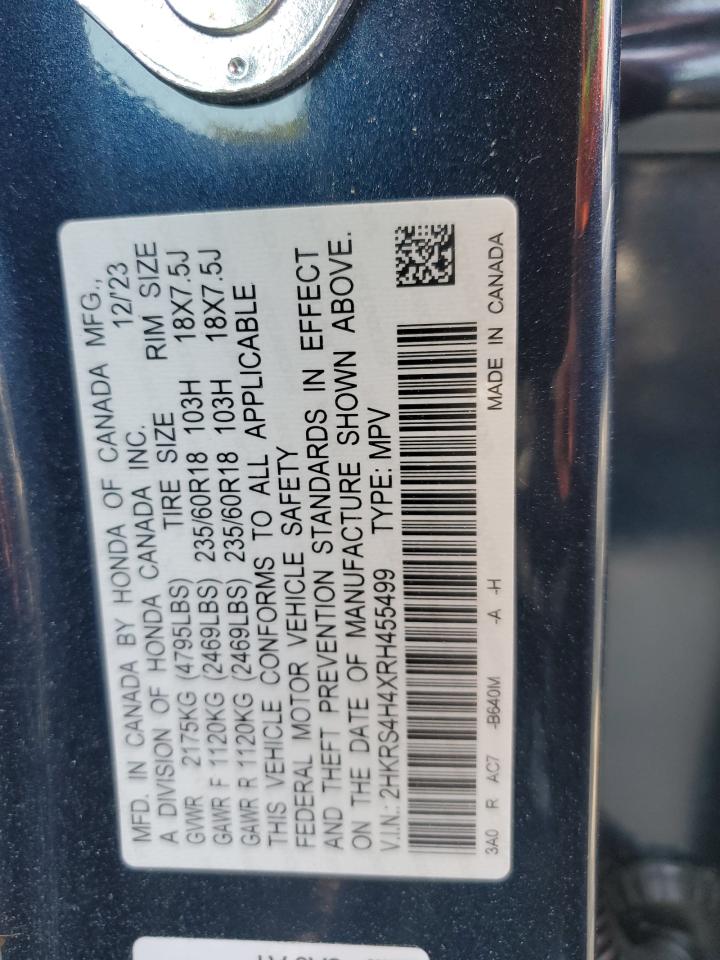 MFD. IN CANADA BY HONDA OF CANADA MFG.,
A DIVISION OF HONDA CANADA INC. 12/'23
GVWR 2175KG (4795LBS) TIRE SIZE RIM SIZE
GAWR F 1120KG (2469LBS) 235/60R18 103H 18X7.5J
GAWR R 1120KG (2469LBS) 235/60R18 103H 18X7.5J
THIS VEHICLE CONFORMS TO ALL APPLICABLE
FEDERAL MOTOR VEHICLE SAFETY
AND THEFT PREVENTION STANDARDS IN EFFECT
ON THE DATE OF MANUFACTURE SHOWN ABOVE.
V.I.N.: 2HKRS4H4XRH455499 TYPE: MPV
3A0 R AC7 -B640M -A -H MADE IN CANADA